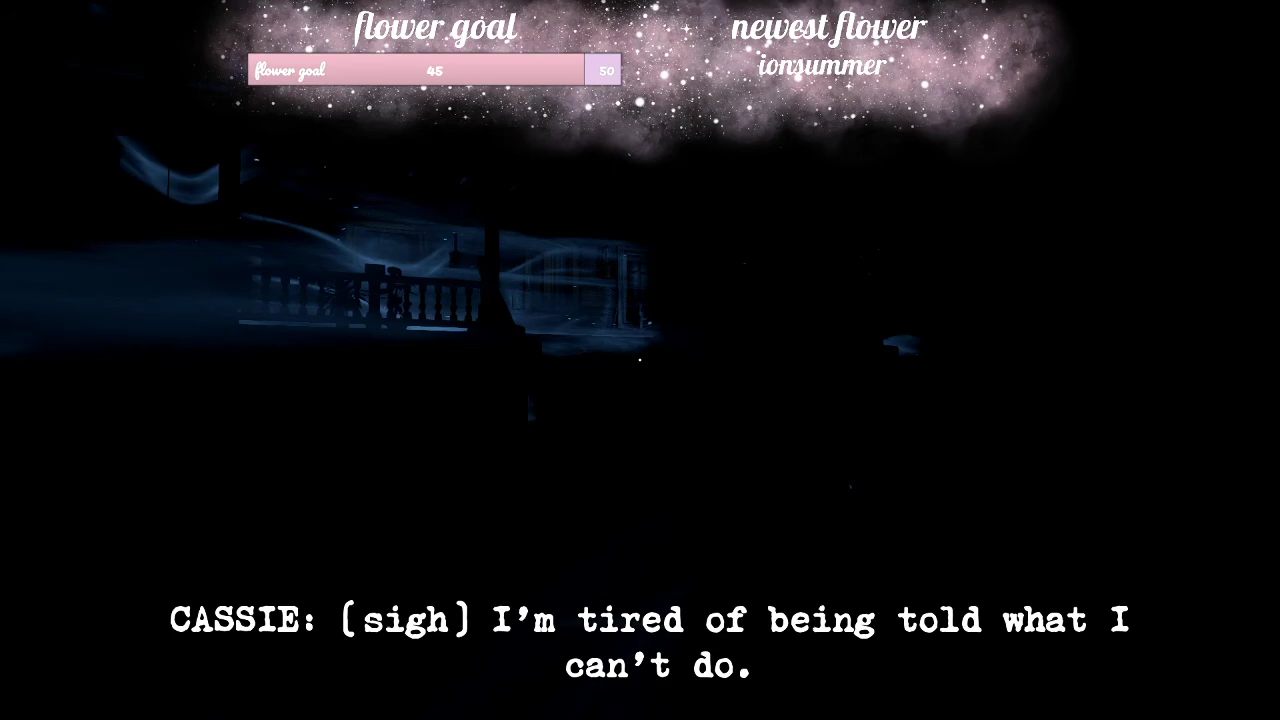 flower goal
newest flower
flower goal 45 50
ionsummer
CASSIE: [sigh] I'm tired of being told what I
can't do.